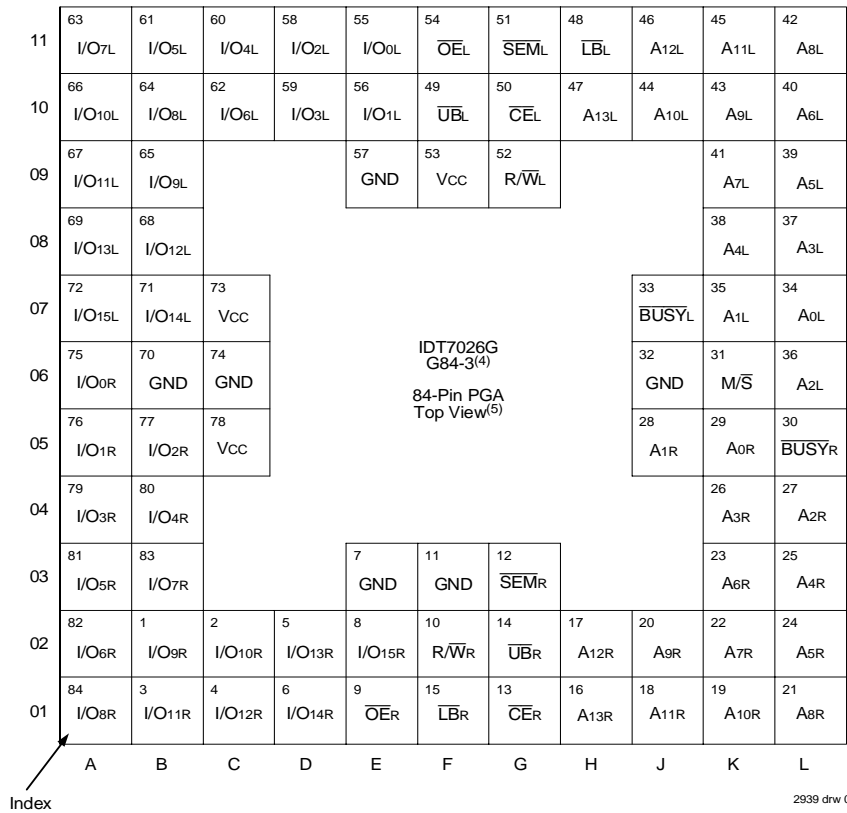 63 61 60 58 55 54 51 48 46 45 42
11 I/O7L I/O5L I/O4L I/O2L I/O0L OEL SEML LBL A12L A11L A8L
66 64 62 59 56 49 50 47 44 43 40
10 I/O10L I/O8L I/O6L I/O3L I/O1L UBL CEL A13L A10L A9L A6L
67 65 57 53 52 41 39
09 I/O11L I/O9L GND VCC R/WL A7L A5L
69 68 38 37
08 I/O13L I/O12L A4L A3L
72 71 73 33 35 34
07 I/O15L I/O14L VCC BUSYL A1L A0L
IDT7026G
G84-3(4)
84-Pin PGA
Top View(5)
75 70 74 32 31 36
06 I/O0R GND GND GND M/S A2L
76 77 78 28 29 30
05 I/O1R I/O2R VCC A1R A0R BUSYR
79 80 26 27
04 I/O3R I/O4R A3R A2R
81 83 7 11 12 23 25
03 I/O5R I/O7R GND GND SEMR A6R A4R
82 1 2 5 8 10 14 17 20 22 24
02 I/O6R I/O9R I/O10R I/O13R I/O15R R/WR UBR A12R A9R A7R A5R
84 3 4 6 9 15 13 16 18 19 21
01 I/O8R I/O11R I/O12R I/O14R OER LBR CER A13R A11R A10R A8R
A B C D E F G H J K L
Index
2939 drw 0